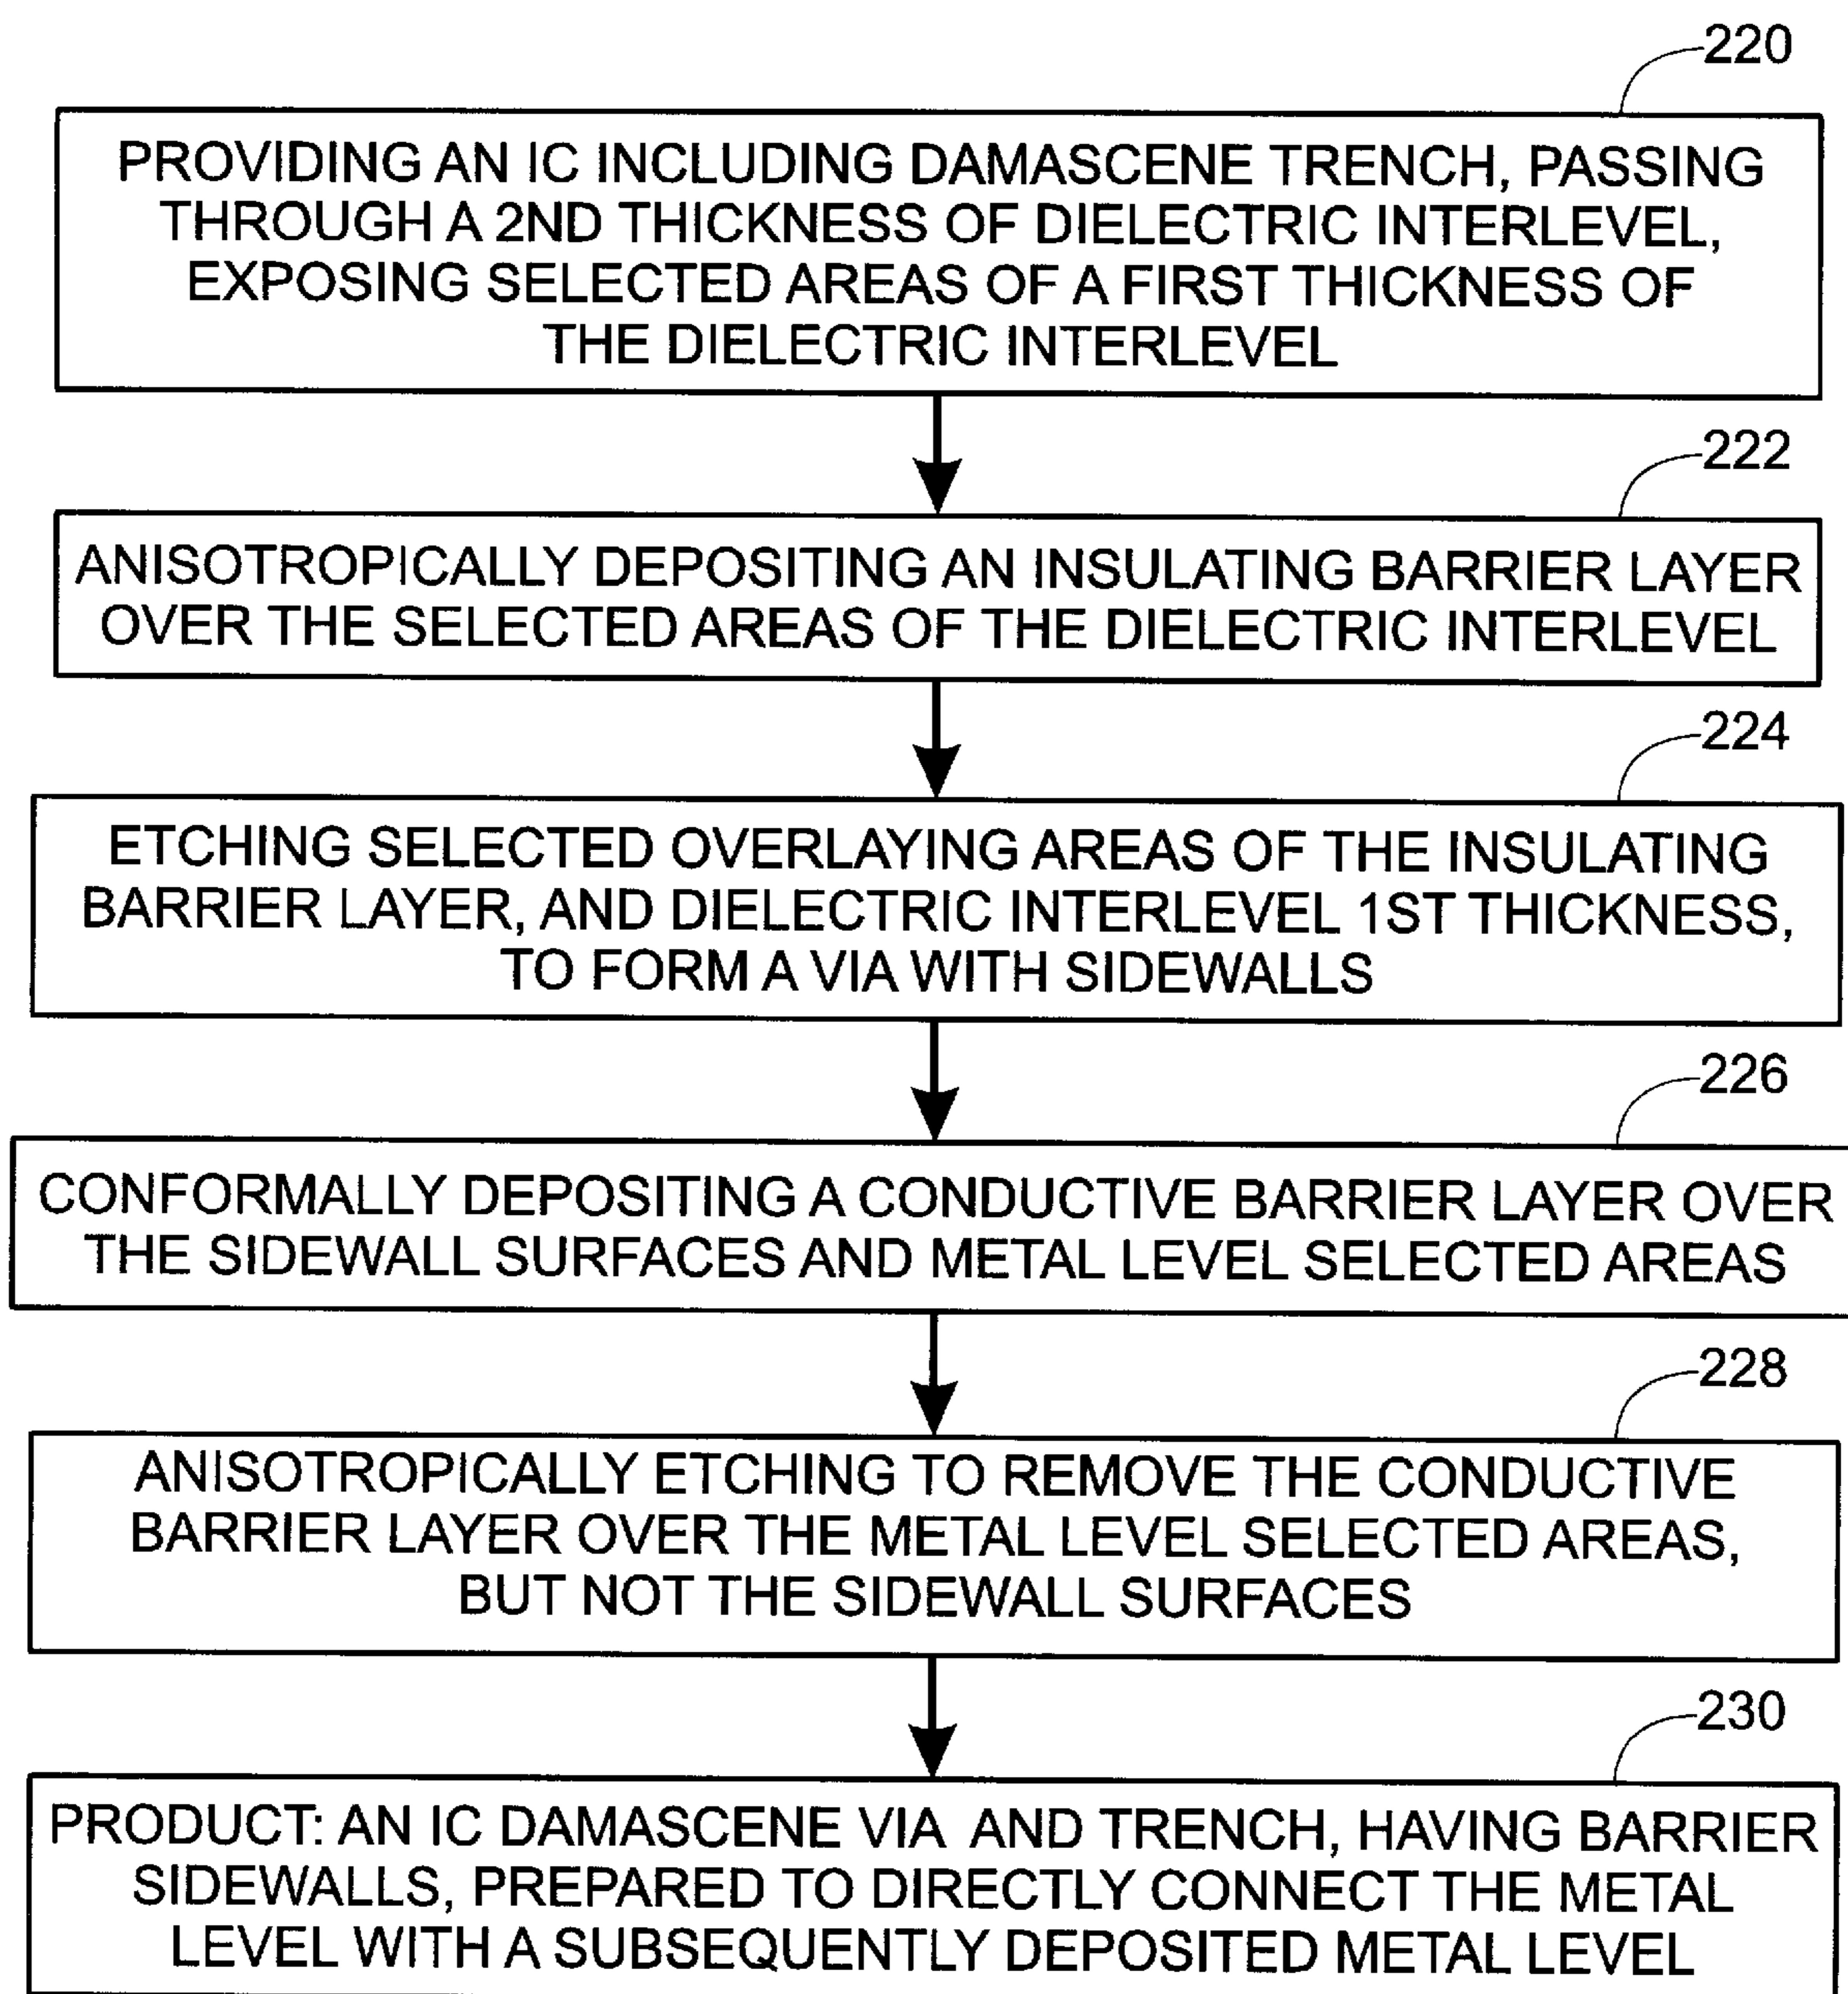 220
PROVIDING AN IC INCLUDING DAMASCENE TRENCH, PASSING
THROUGH A 2ND THICKNESS OF DIELECTRIC INTERLEVEL,
EXPOSING SELECTED AREAS OF A FIRST THICKNESS OF
THE DIELECTRIC INTERLEVEL
222
ANISOTROPICALLY DEPOSITING AN INSULATING BARRIER LAYER
OVER THE SELECTED AREAS OF THE DIELECTRIC INTERLEVEL
224
ETCHING SELECTED OVERLAYING AREAS OF THE INSULATING
BARRIER LAYER, AND DIELECTRIC INTERLEVEL 1ST THICKNESS,
TO FORM A VIA WITH SIDEWALLS
226
CONFORMALLY DEPOSITING A CONDUCTIVE BARRIER LAYER OVER
THE SIDEWALL SURFACES AND METAL LEVEL SELECTED AREAS
228
ANISOTROPICALLY ETCHING TO REMOVE THE CONDUCTIVE
BARRIER LAYER OVER THE METAL LEVEL SELECTED AREAS,
BUT NOT THE SIDEWALL SURFACES
230
PRODUCT: AN IC DAMASCENE VIA AND TRENCH, HAVING BARRIER
SIDEWALLS, PREPARED TO DIRECTLY CONNECT THE METAL
LEVEL WITH A SUBSEQUENTLY DEPOSITED METAL LEVEL